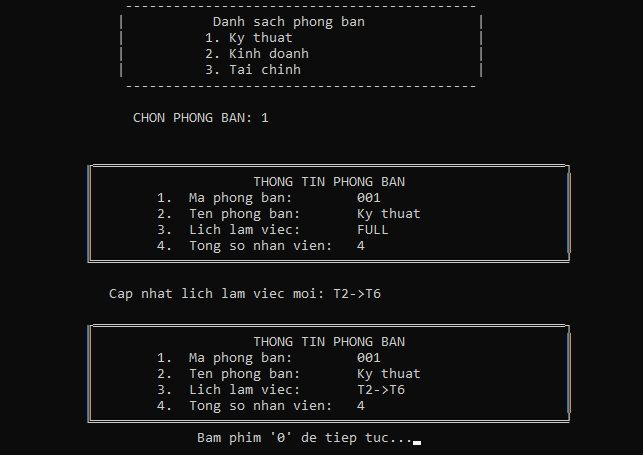 Danh sach phong ban
1. Ky thuat
2. Kinh doanh
3. Tai chinh
CHON PHONG BAN: 1
THONG TIN PHONG BAN
1. Ma phong ban: 001
2. Ten phong ban: Ky thuat
3. Lich lam viec: FULL
4. Tong so nhan vien: 4
Cap nhat lich lam viec moi: T2->T6
THONG TIN PHONG BAN
1. Ma phong ban: 001
2. Ten phong ban: Ky thuat
3. Lich lam viec: T2->T6
4. Tong so nhan vien: 4
Bam phim '0' de tiep tuc...